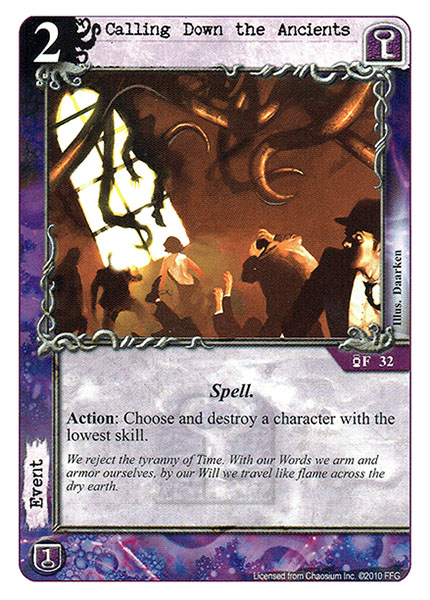 2
Calling Down the Ancients
Illus. Daarken
F 32
Spell.
Action: Choose and destroy a character with the
lowest skill.
We reject the tyranny of Time. With our Words we arm and
armor ourselves, by our Will we travel like flame across the
dry earth.
Event
1
Licensed from Chaosium Inc. ©2010 FFG